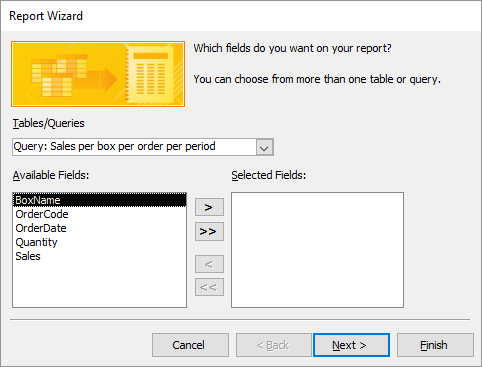 Report Wizard
Which fields do you want on your report?
You can choose from more than one table or query.
Tables/Queries
Query: Sales per box per order per period
Available Fields:
Selected Fields:
BoxName
OrderCode
OrderDate
Quantity
Sales
>
>>
<
<<
Cancel
< Back
Next >
Finish